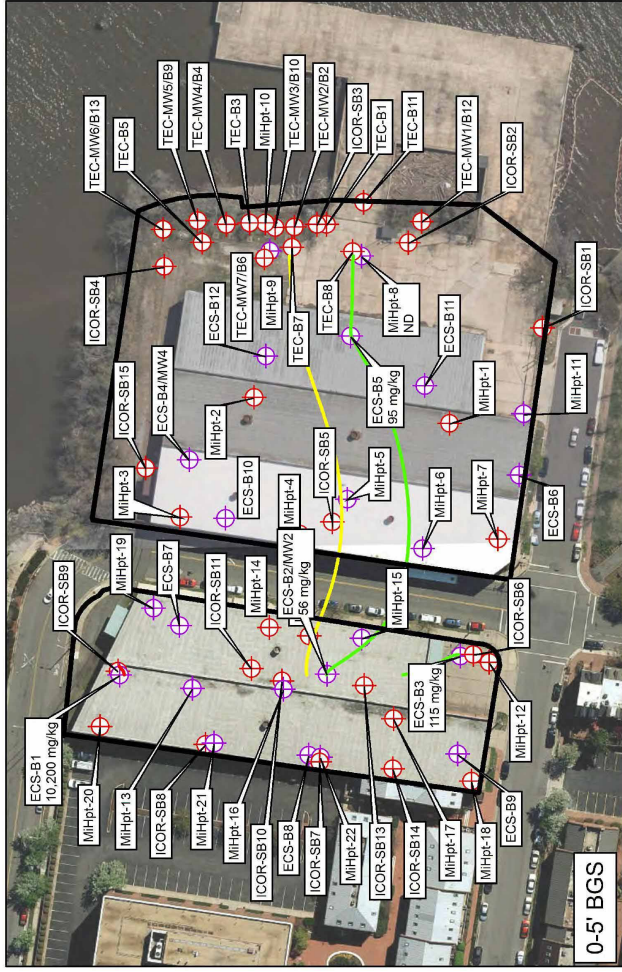 TEC-MW6/B13
TEC-B5
TEC-MW5/B9
TEC-MW4/B4
TEC-B3
MiHpt-10
TEC-MW3/B10
TEC-MW2/B2
ICOR-SB3
TEC-B1
TEC-B11
TEC-MW1/B12
ICOR-SB2
ICOR-SB4
ECS-B12
TEC-MW7/B6
MiHpt-9
TEC-B7
TEC-B8
MiHpt-8
ND
ECS-B11
ICOR-SB1
ICOR-SB15
ECS-B4/MW4
MiHpt-2
ECS-B5
95 mg/kg
MiHpt-1
MiHpt-11
MiHpt-3
ECS-B10
MiHpt-4
ICOR-SB5
MiHpt-5
MiHpt-6
MiHpt-7
ECS-B6
ICOR-SB9
MiHpt-19
ECS-B7
ICOR-SB11
MiHpt-14
ECS-B2/MW2
56 mg/kg
MiHpt-15
ICOR-SB6
ECS-B1
10,200 mg/kg
ECS-B3
115 mg/kg
MiHpt-12
MiHpt-20
MiHpt-13
ICOR-SB8
MiHpt-21
MiHpt-16
ICOR-SB10
ECS-B8
ICOR-SB7
MiHpt-22
ICOR-SB13
ICOR-SB14
MiHpt-17
MiHpt-18
ECS-B9
0-5' BGS